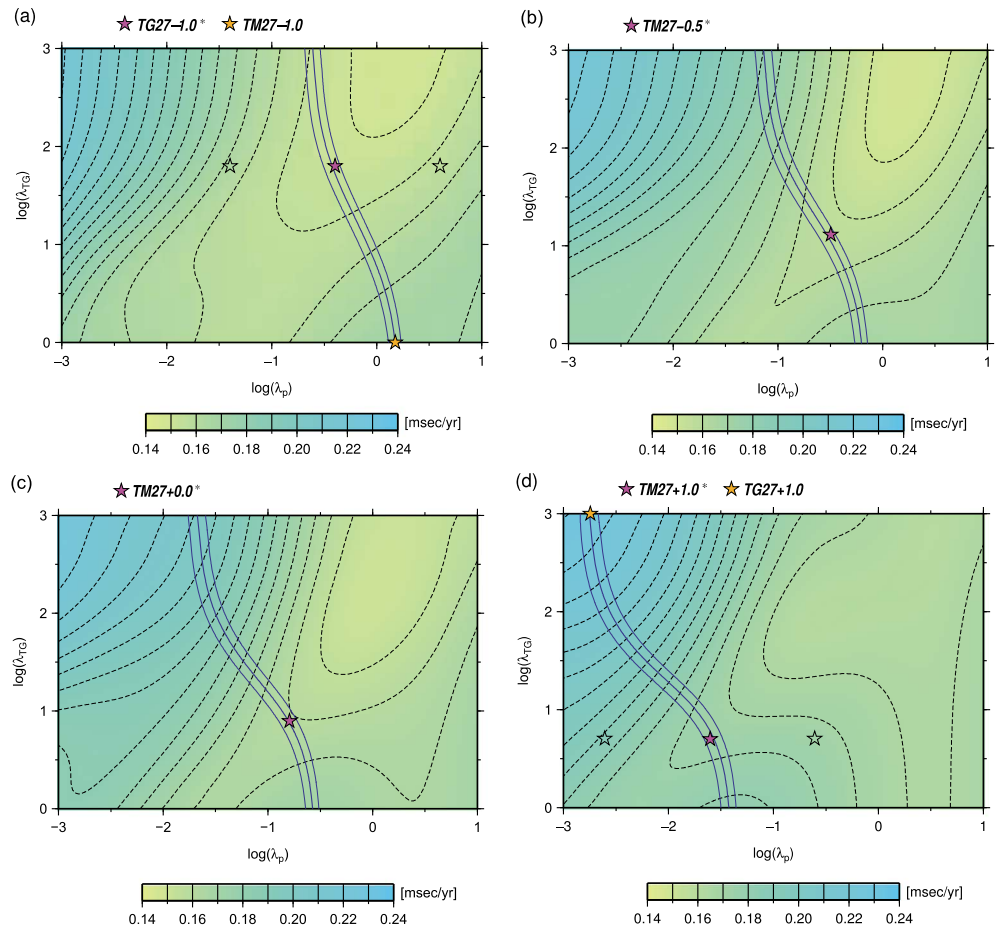 (a)
TG27−1.0* TM27−1.0
3
2
1
0
log(λTG)
−3 −2 −1 0 1
log(λp)
[msec/yr]
0.14 0.16 0.18 0.20 0.22 0.24
(b)
TM27−0.5*
3
2
1
0
log(λTG)
−3 −2 −1 0 1
log(λp)
[msec/yr]
0.14 0.16 0.18 0.20 0.22 0.24
(c)
TM27+0.0*
3
2
1
0
log(λTG)
−3 −2 −1 0 1
log(λp)
[msec/yr]
0.14 0.16 0.18 0.20 0.22 0.24
(d)
TM27+1.0* TG27+1.0
3
2
1
0
log(λTG)
−3 −2 −1 0 1
log(λp)
[msec/yr]
0.14 0.16 0.18 0.20 0.22 0.24